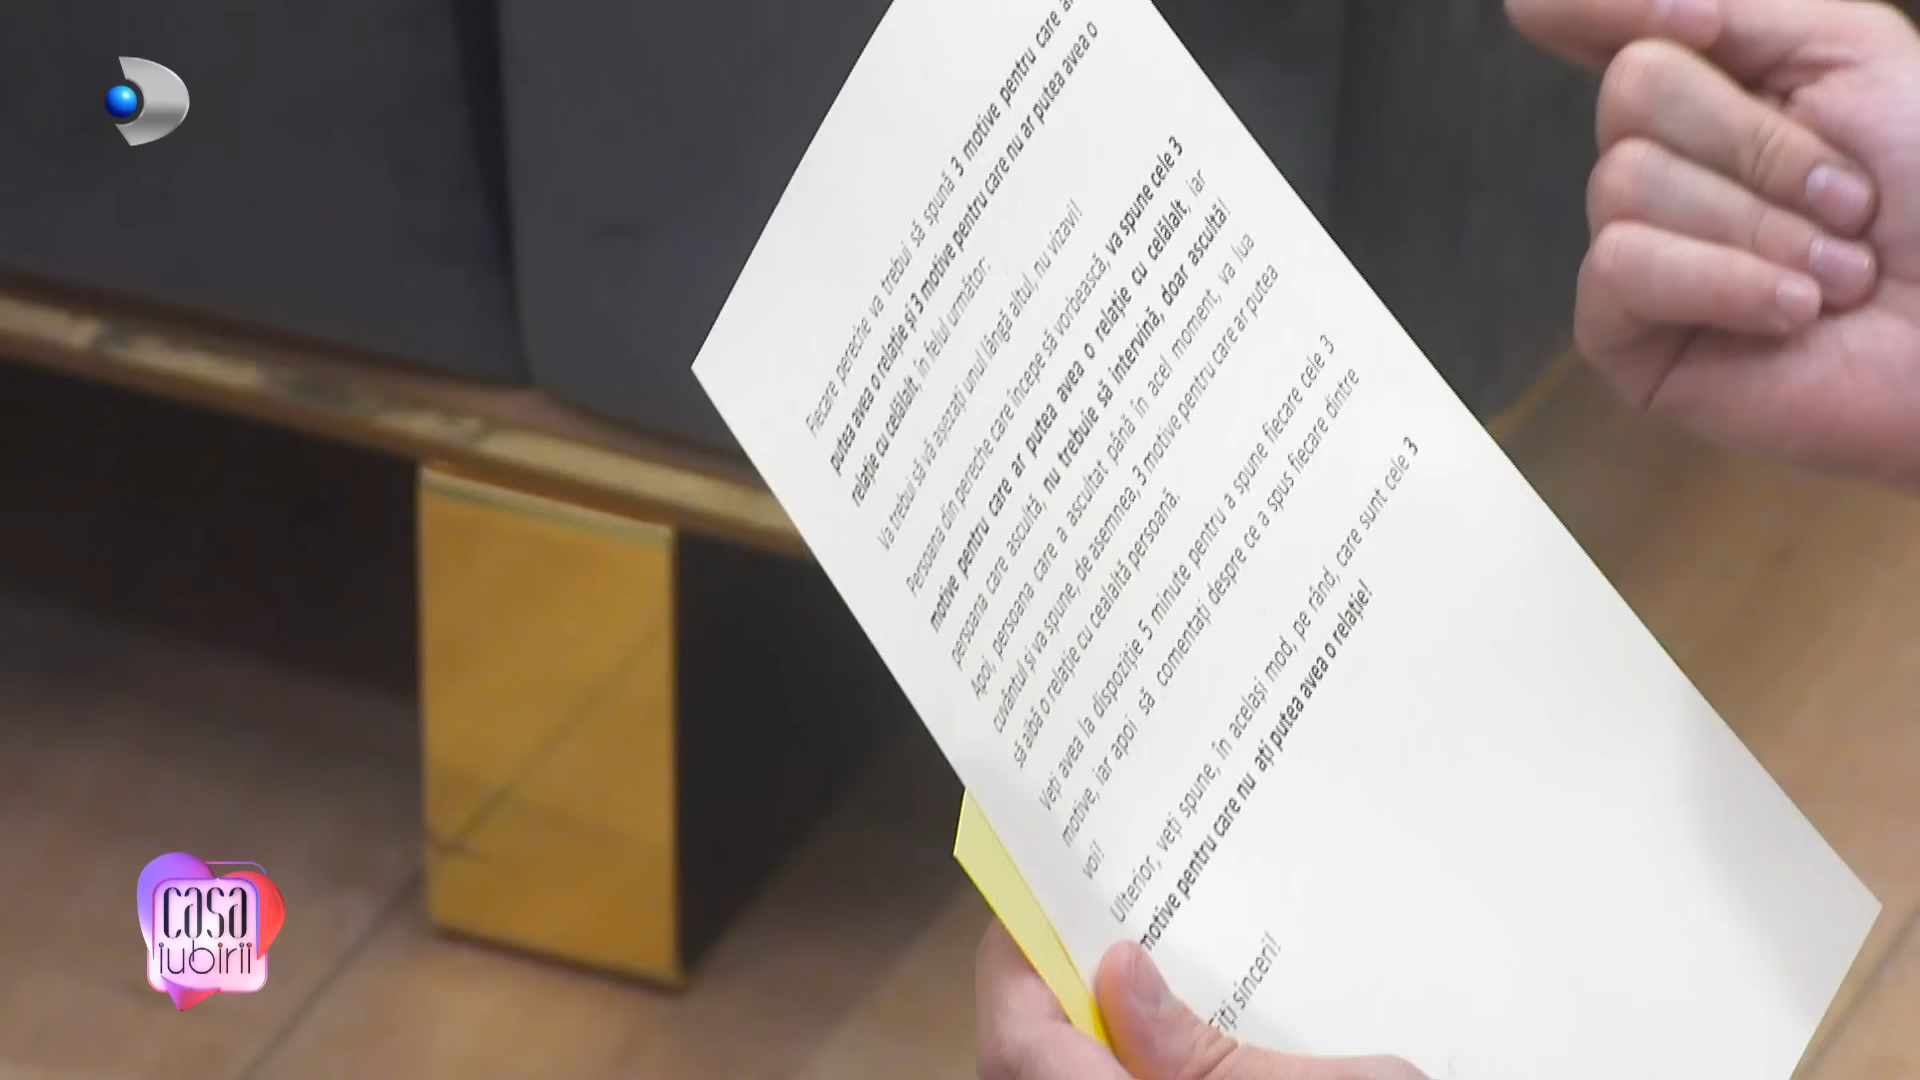 Fiecare pereche va trebui să spună 3 motive pentru care
putea avea o relație și 3 motive pentru care nu ar putea avea o
relație cu celălalt, în felul următor:
Va trebui să vă așezați unul lângă altul, nu vizavi!
Persoana din pereche care începe să vorbească, va spune cele 3
motive pentru care ar putea avea o relație cu celălalt, iar
persoana care ascultă, nu trebuie să intervină, doar ascultă!
Apoi, persoana care a ascultat până în acel moment, va lua
cuvântul și va spune, de asemnea, 3 motive pentru care ar putea
să aibă o relație cu cealaltă persoană.
Veți avea la dispoziție 5 minute pentru a spune fiecare cele 3
motive, iar apoi să comentați despre ce a spus fiecare dintre
voi!
Ulterior, veți spune, în același mod, pe rând, care sunt cele 3
motive pentru care nu ați putea avea o relație!
Fiți sinceri!
casa
iubirii